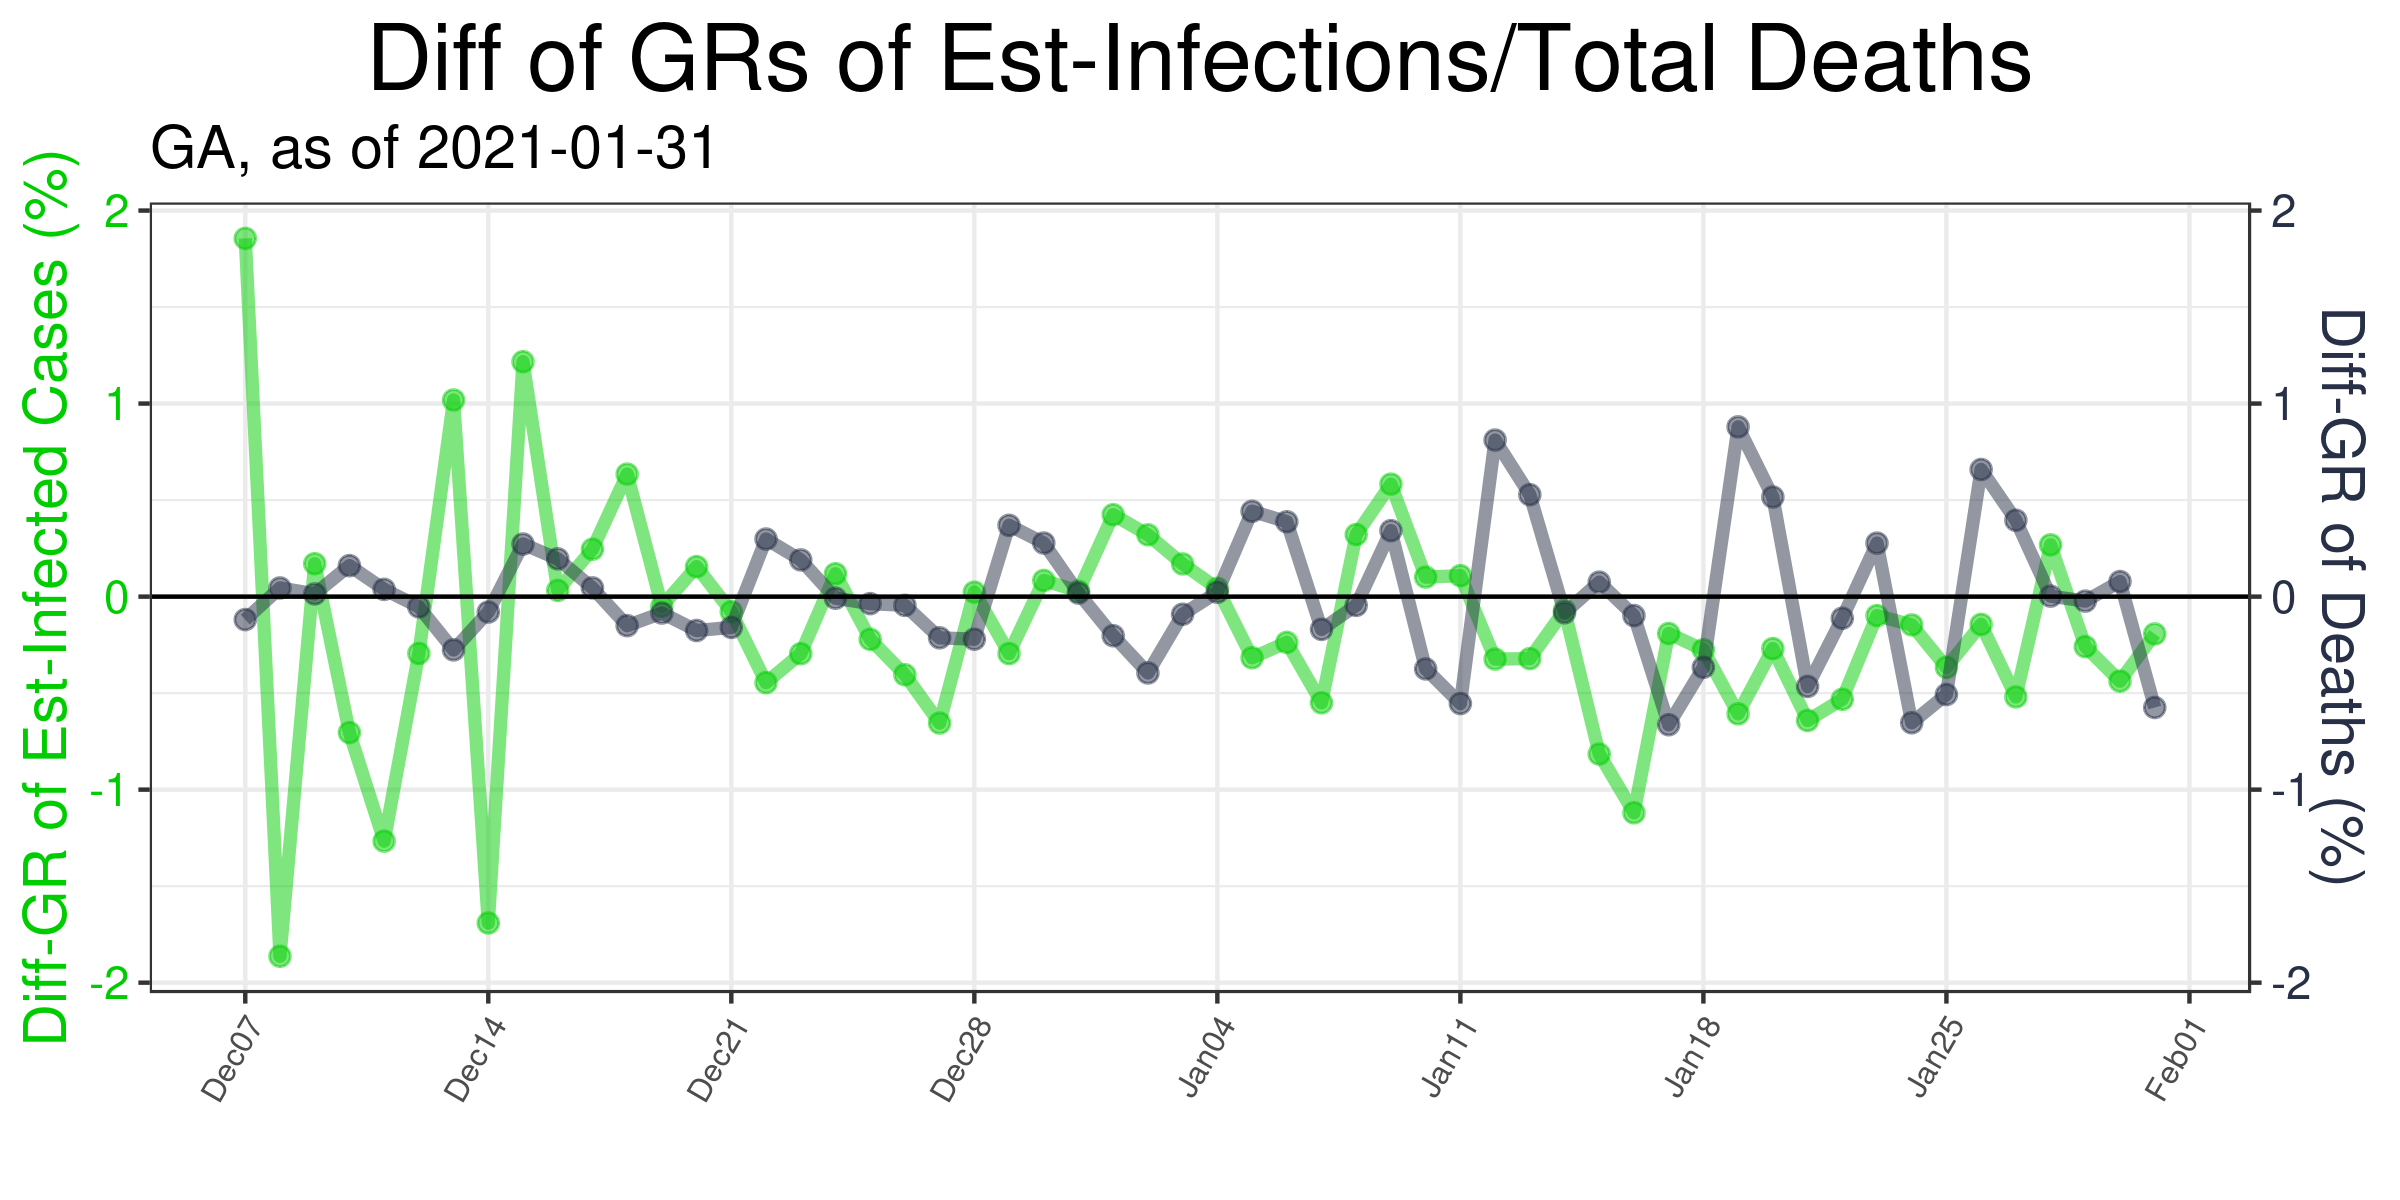 Diff of GRs of Est-Infections/Total Deaths
GA, as of 2021-01-31
Diff-GR of Est-Infected Cases (%)
2
1
0
-1
-2
2
1
0
-1
-2
Diff-GR of Deaths (%)
Dec07
Dec14
Dec21
Dec28
Jan04
Jan11
Jan18
Jan25
Feb01